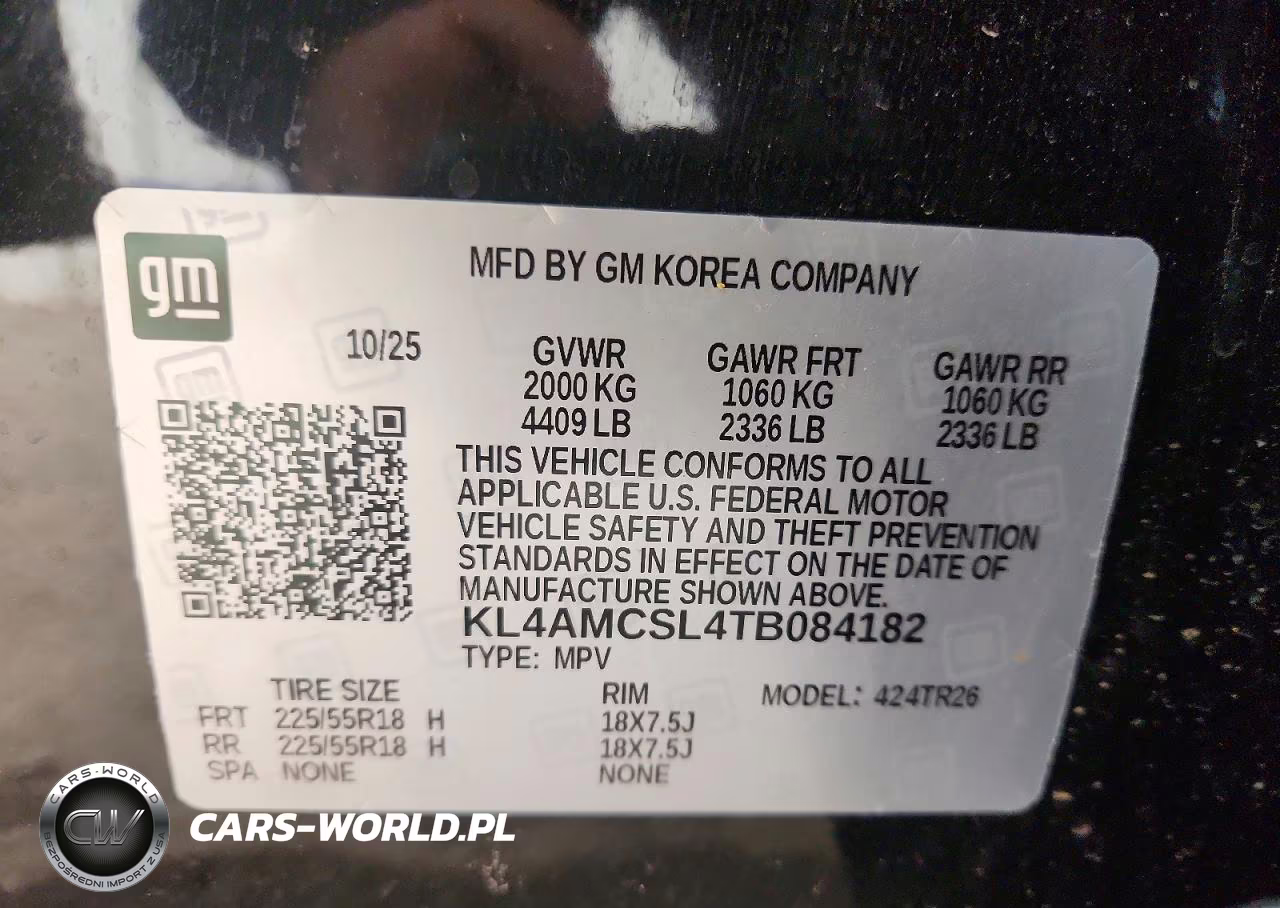 gm
MFD BY GM KOREA COMPANY
10/25
GVWR GAWR FRT GAWR RR
2000 KG 1060 KG 1060 KG
4409 LB 2336 LB 2336 LB
THIS VEHICLE CONFORMS TO ALL
APPLICABLE U.S. FEDERAL MOTOR
VEHICLE SAFETY AND THEFT PREVENTION
STANDARDS IN EFFECT ON THE DATE OF
MANUFACTURE SHOWN ABOVE.
KL4AMCSL4TB084182
TYPE: MPV
TIRE SIZE RIM MODEL: 424TR26
FRT 225/55R18 H 18X7.5J
RR 225/55R18 H 18X7.5J
SPA NONE NONE
CARS-WORLD
CW
BEZPOŚREDNI IMPORT Z USA
CARS-WORLD.PL